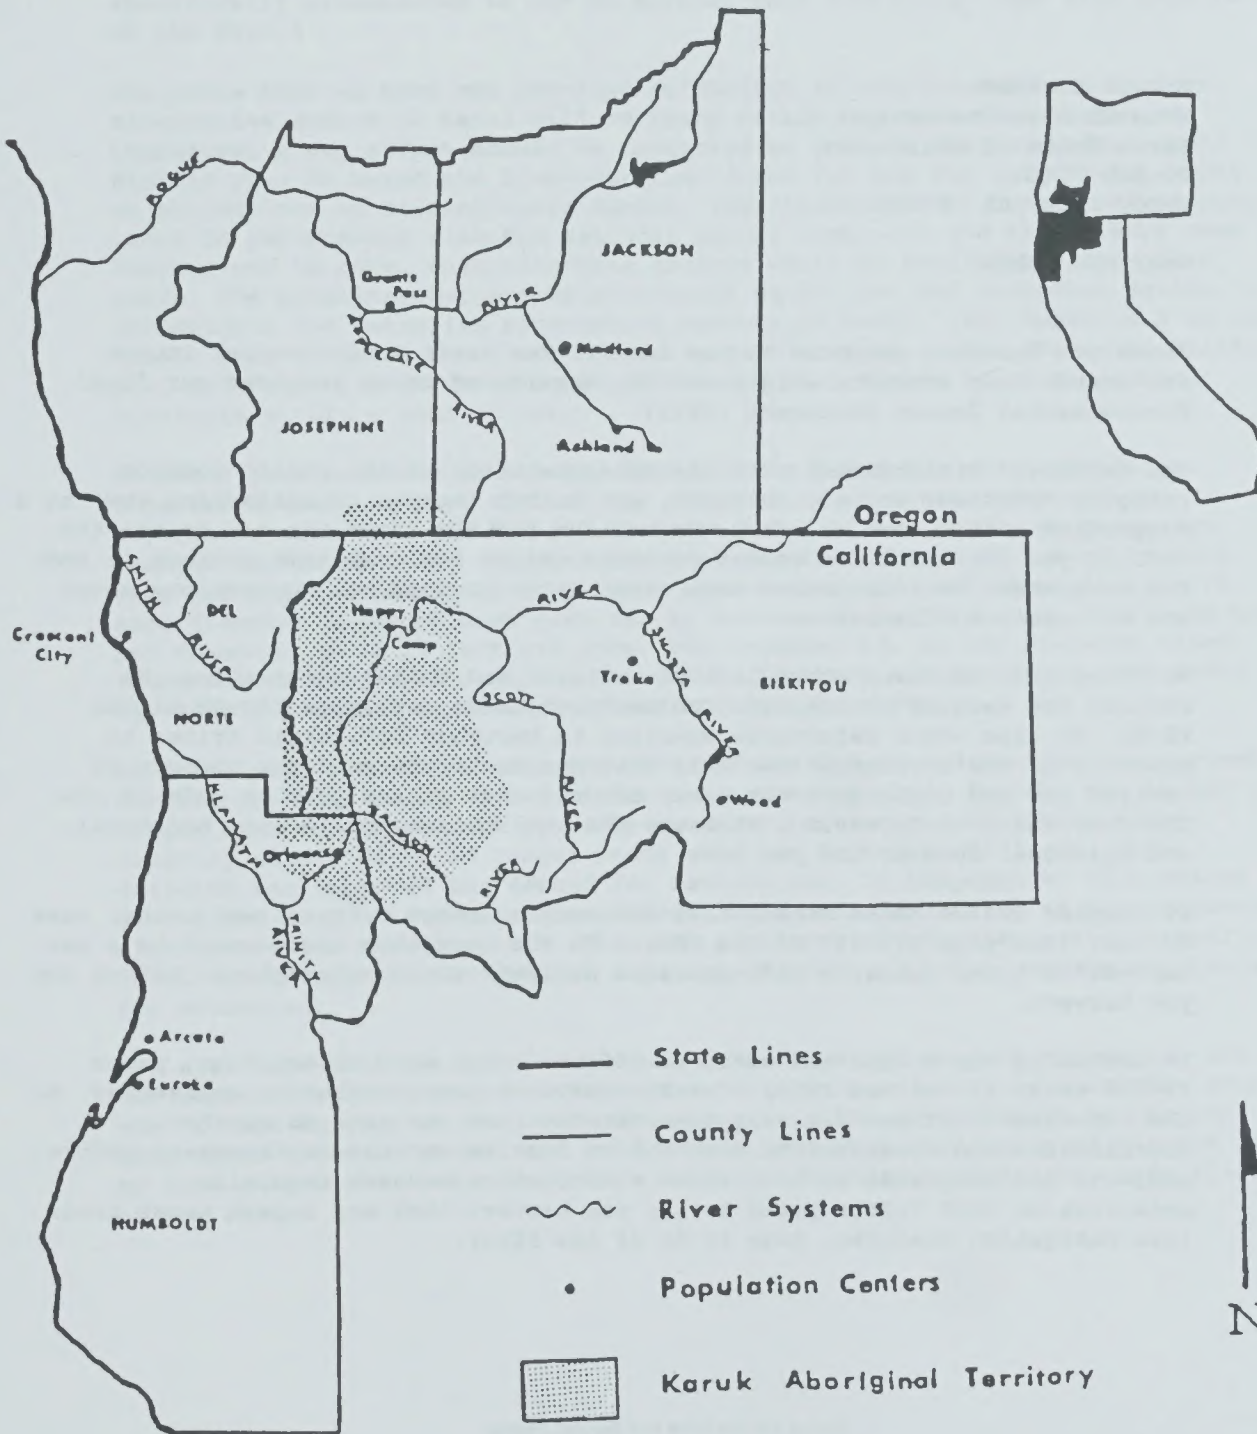 ROGUE
JACKSON
Grants
Pass
RIVER
APPLEGATE
RIVER
Medford
JOSEPHINE
Ashland
Oregon
California
SMITH
RIVER
DEL
NORTE
Crescent
City
Happy
Camp
RIVER
SCOTT
RIVER
Yreka
SHASTA
RIVER
SISKIYOU
Weed
KLAMATH
Orleans
SALMON
RIVER
TRINITY
RIVER
Arcata
Eureka
HUMBOLDT
State Lines
County Lines
River Systems
Population Centers
Karuk Aboriginal Territory
N